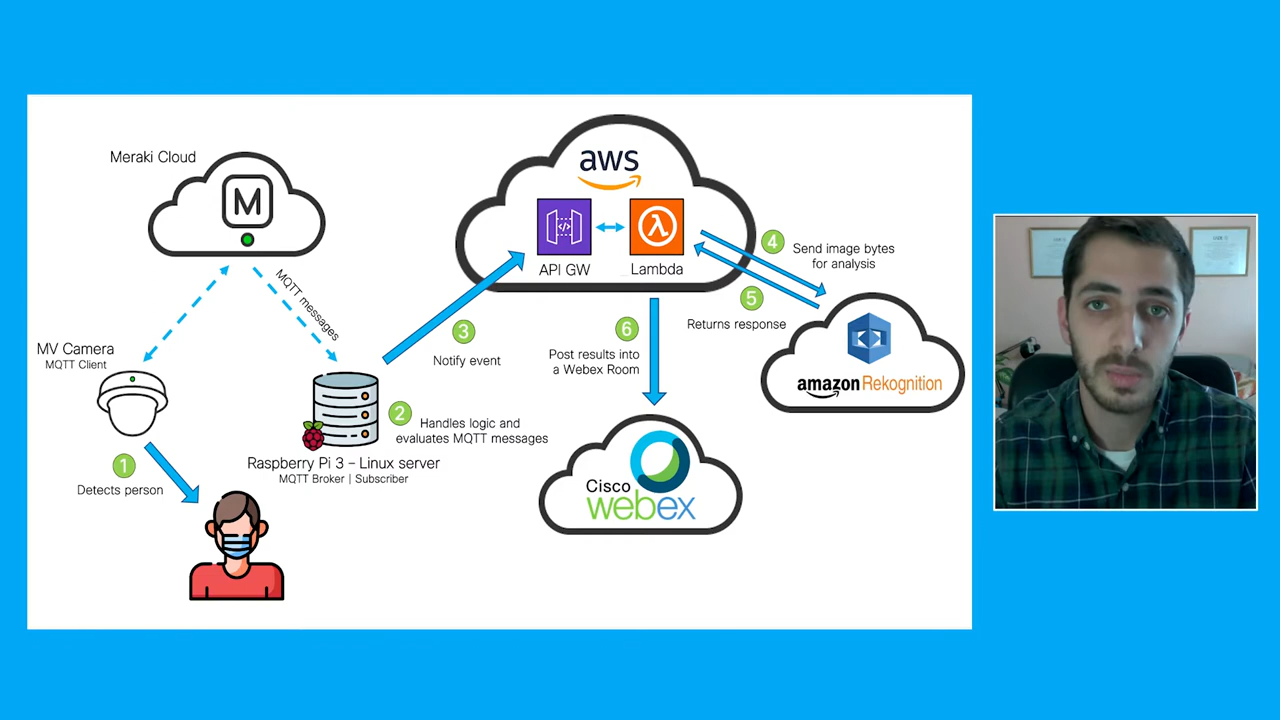 Meraki Cloud
M
MQTT messages
MV Camera
MQTT Client
1
Detects person
2
Handles logic and
evaluates MQTT messages
Raspberry Pi 3 – Linux server
MQTT Broker | Subscriber
3
Notify event
aws
</>
λ
API GW
Lambda
4
Send image bytes
for analysis
5
Returns response
amazon Rekognition
6
Post results into
a Webex Room
Cisco
webex